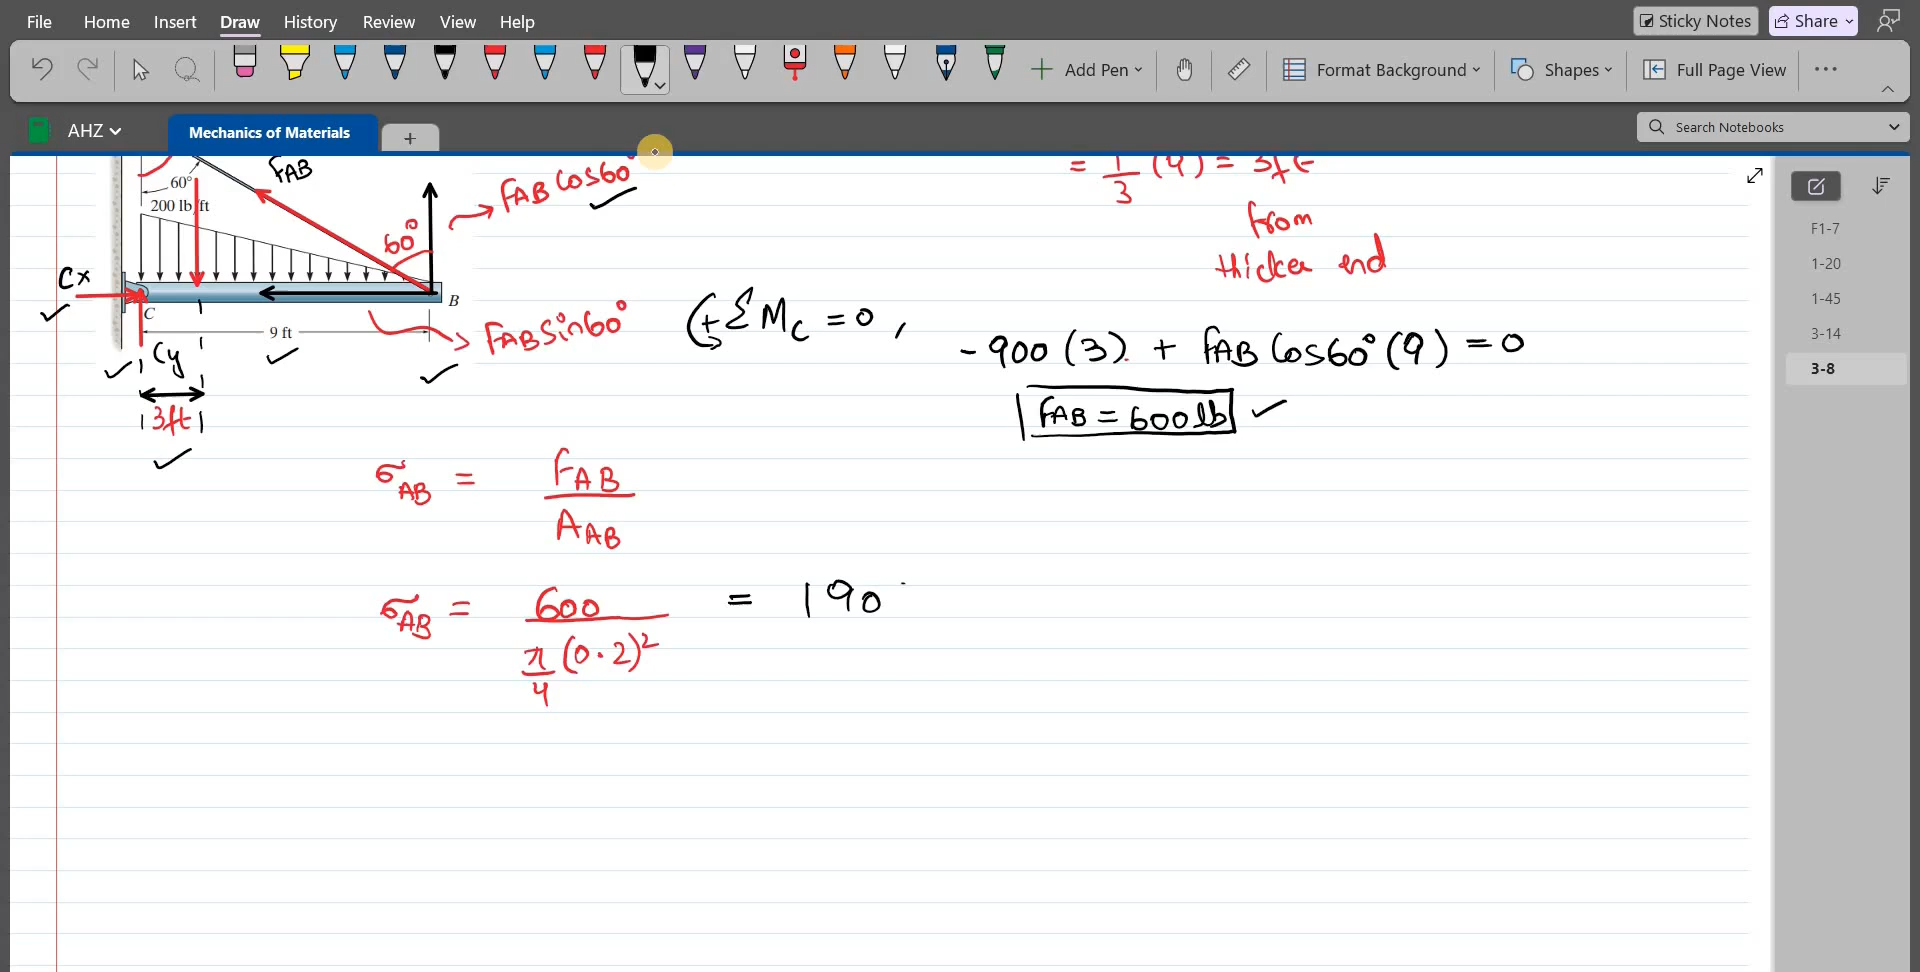 File Home Insert Draw History Review View Help
Sticky Notes Share
Add Pen Format Background Shapes Full Page View
AHZ Mechanics of Materials +
Search Notebooks
F1-7
1-20
1-45
3-14
3-8
FAB
60°
200 lb/ft
60°
FAB Cos60°
= 1/3 (9) = 3ft
from
thicker end
Cx
C
B
9 ft
FAB Sin60°
Cy
3ft
(+ ΣMC = 0,
-900 (3) + FAB Cos60° (9) = 0
FAB = 600lb
σAB = FAB / AAB
σAB = 600 / π/4 (0.2)² = 190